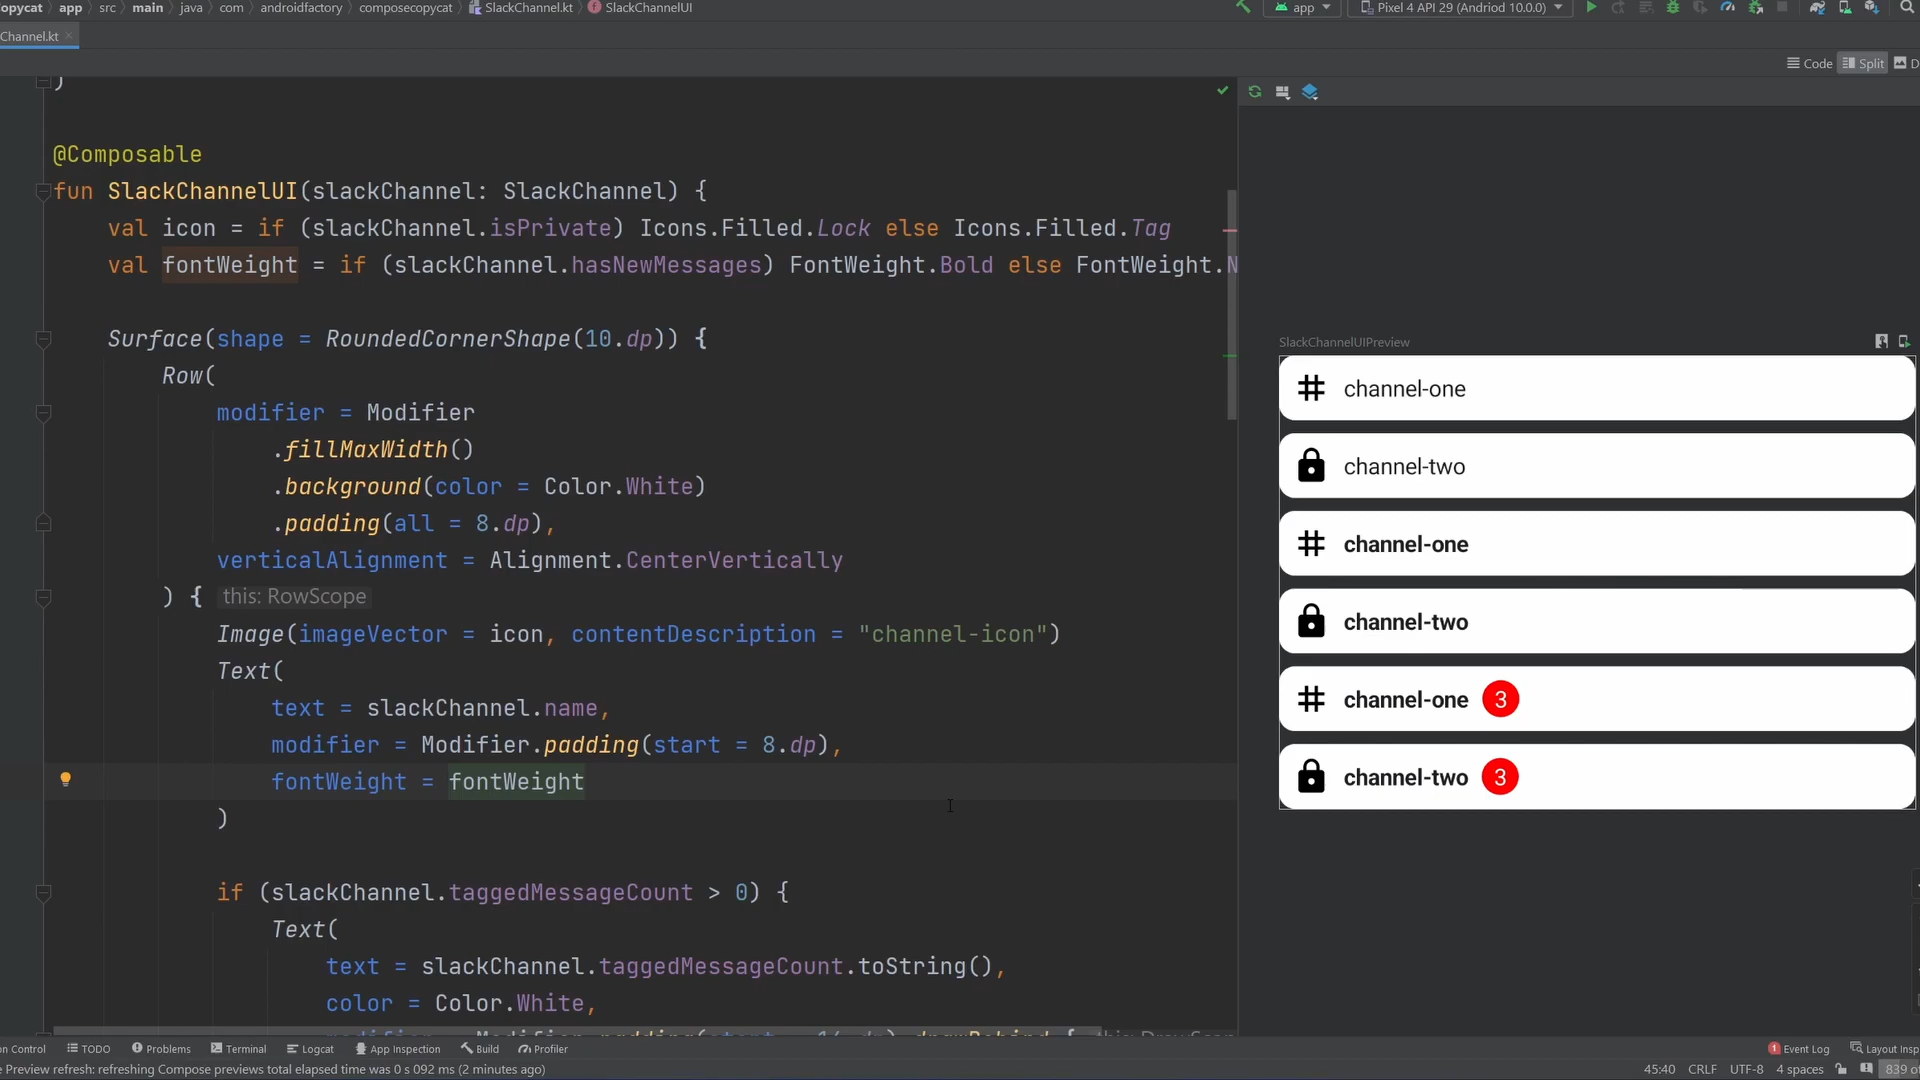 opycat app src main java com androidfactory composecopycat SlackChannel.kt SlackChannelUI
app Pixel 4 API 29 (Andriod 10.0.0)
Channel.kt
Code Split D
)
@Composable
fun SlackChannelUI(slackChannel: SlackChannel) {
val icon = if (slackChannel.isPrivate) Icons.Filled.Lock else Icons.Filled.Tag
val fontWeight = if (slackChannel.hasNewMessages) FontWeight.Bold else FontWeight.N
Surface(shape = RoundedCornerShape(10.dp)) {
Row(
modifier = Modifier
.fillMaxWidth()
.background(color = Color.White)
.padding(all = 8.dp),
verticalAlignment = Alignment.CenterVertically
) { this: RowScope
Image(imageVector = icon, contentDescription = "channel-icon")
Text(
text = slackChannel.name,
modifier = Modifier.padding(start = 8.dp),
fontWeight = fontWeight
)
if (slackChannel.taggedMessageCount > 0) {
Text(
text = slackChannel.taggedMessageCount.toString(),
color = Color.White,
SlackChannelUIPreview
channel-one
channel-two
channel-one
channel-two
channel-one 3
channel-two 3
on Control TODO Problems Terminal Logcat App Inspection Build Profiler
1 Event Log Layout Insp
Preview refresh: refreshing Compose previews total elapsed time was 0 s 092 ms (2 minutes ago)
45:40 CRLF UTF-8 4 spaces 839 of